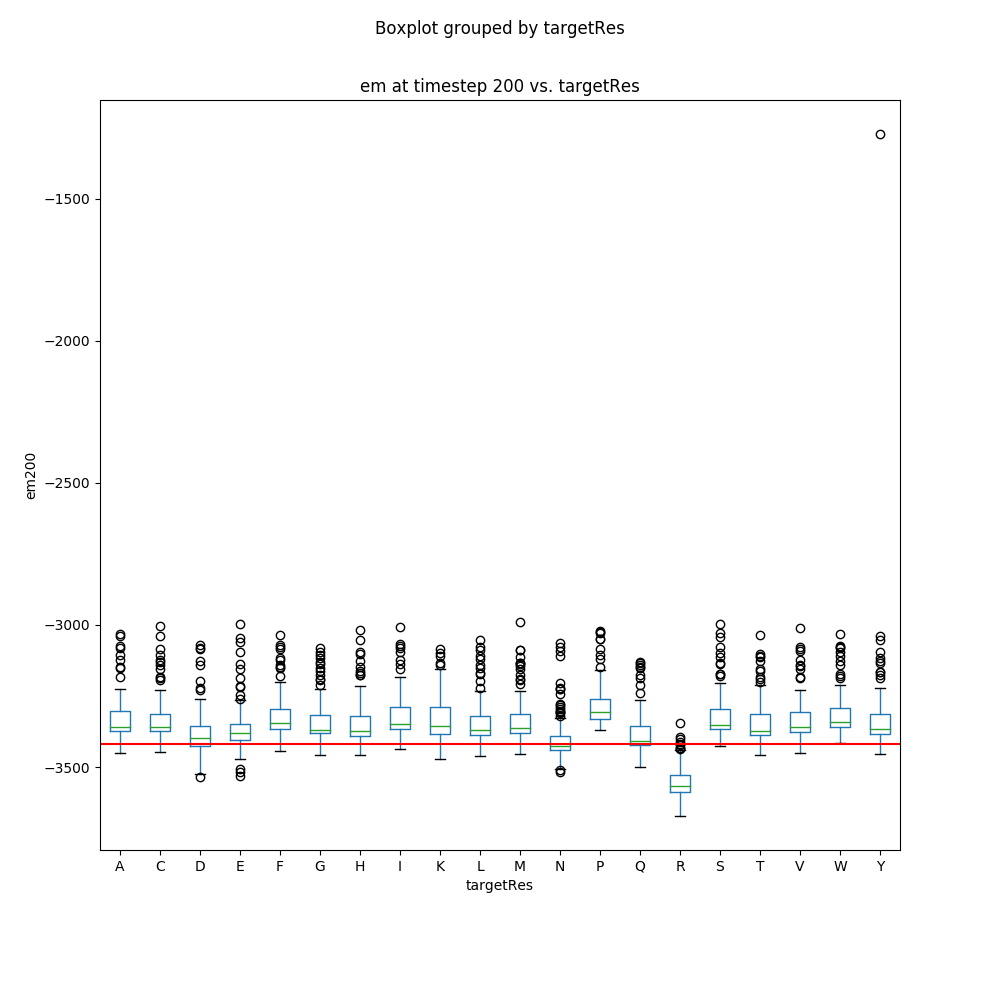 Boxplot grouped by targetRes
em at timestep 200 vs. targetRes
−1500
−2000
−2500
−3000
−3500
em200
A C D E F G H I K L M N P Q R S T V W Y
targetRes